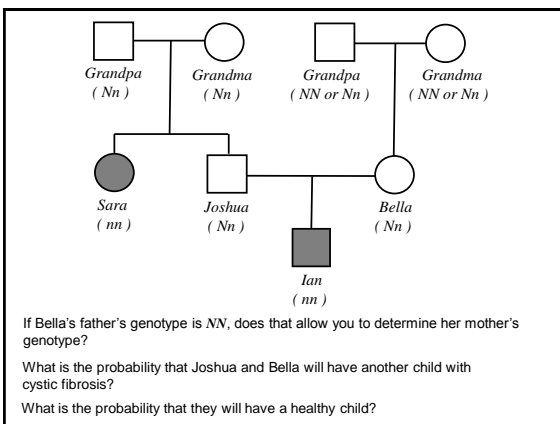 Grandpa Grandma Grandpa Grandma
( Nn ) ( Nn ) ( NN or Nn ) ( NN or Nn )
Sara Joshua Bella
( nn ) ( Nn ) ( Nn )
Ian
( nn )
If Bella's father's genotype is NN, does that allow you to determine her mother's
genotype?
What is the probability that Joshua and Bella will have another child with
cystic fibrosis?
What is the probability that they will have a healthy child?